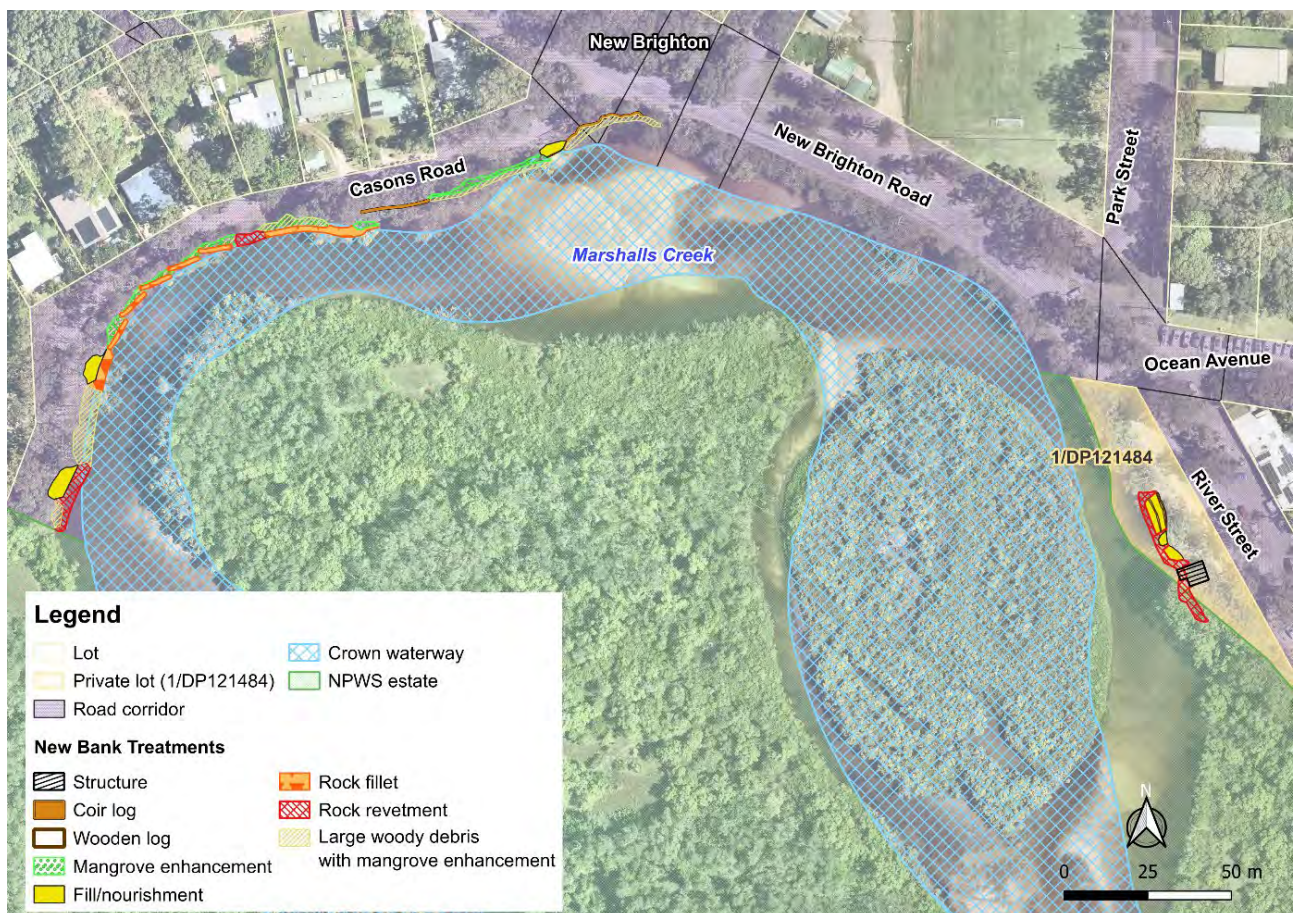 New Brighton
Park Street
New Brighton Road
Casons Road
Marshalls Creek
Ocean Avenue
1/DP121484
River Street
Legend
Lot
Private lot (1/DP121484)
Road corridor
Crown waterway
NPWS estate
New Bank Treatments
Structure
Coir log
Wooden log
Mangrove enhancement
Fill/nourishment
Rock fillet
Rock revetment
Large woody debris
with mangrove enhancement
N
0 25 50 m